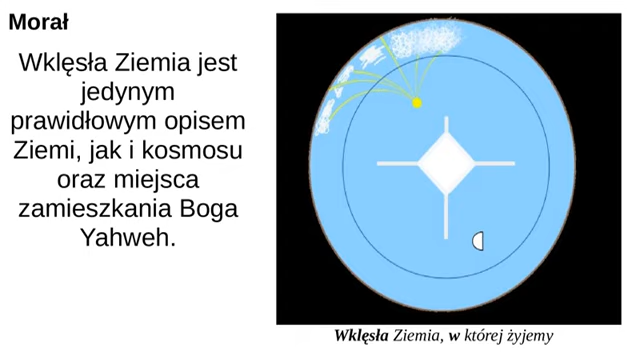 Morał
Wklęsła Ziemia jest
jedynym
prawidłowym opisem
Ziemi, jak i kosmosu
oraz miejsca
zamieszkania Boga
Yahweh.
Wklęsła Ziemia, w której żyjemy